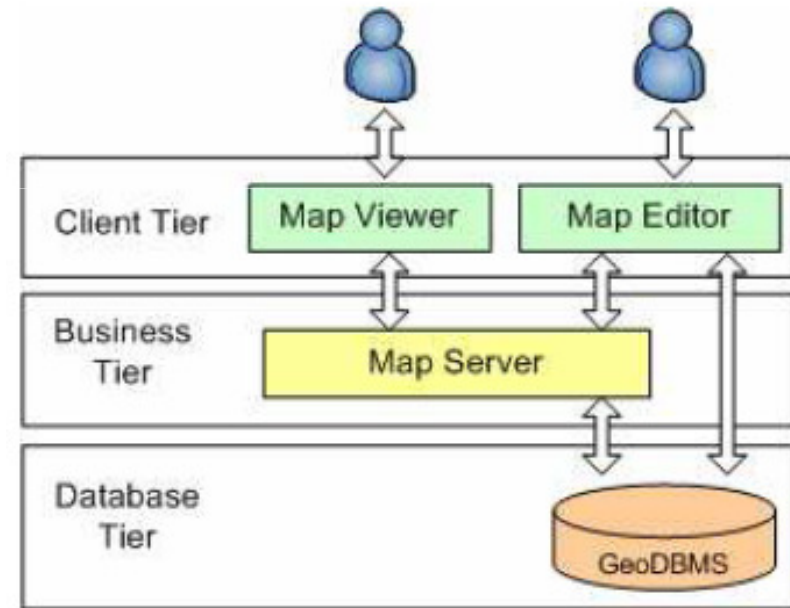 Client Tier
Map Viewer
Map Editor
Business
Tier
Map Server
Database
Tier
GeoDBMS